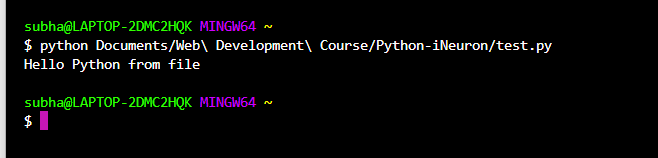 subha@LAPTOP-2DMC2HQK MINGW64 ~
$ python Documents/Web\ Development\ Course/Python-iNeuron/test.py
Hello Python from file
subha@LAPTOP-2DMC2HQK MINGW64 ~
$